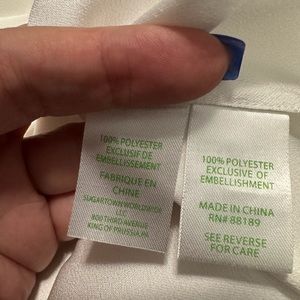 100% POLYESTER
EXCLUSIF DE
EMBELLISSEMENT
FABRIQUE EN
CHINE
SUGARTOWN WORLDWIDE
LLC
800 THIRD AVENUE
KING OF PRUSSIA, PA
100% POLYESTER
EXCLUSIVE OF
EMBELLISHMENT
MADE IN CHINA
RN# 88189
SEE REVERSE
FOR CARE